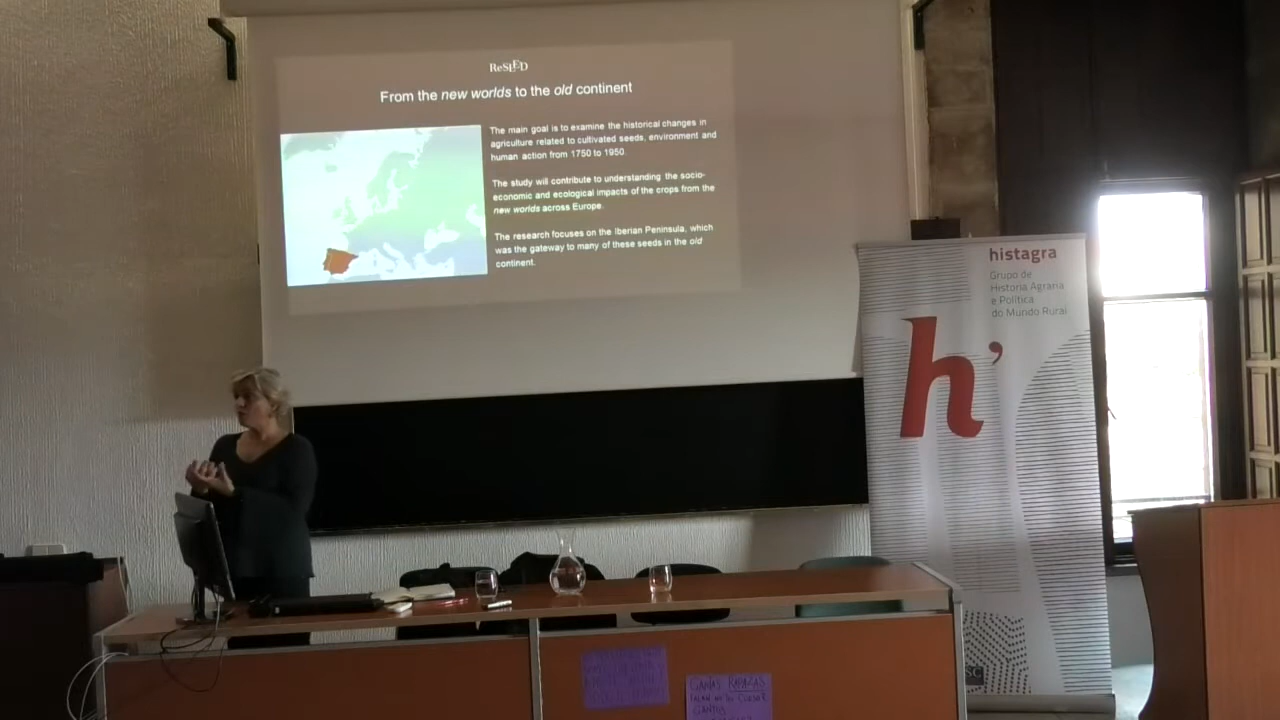 ReSEED
From the new worlds to the old continent
The main goal is to examine the historical changes in
agriculture related to cultivated seeds, environment and
human action from 1750 to 1950.
The study will contribute to understanding the socio-
economic and ecological impacts of the crops from the
new worlds across Europe.
The research focuses on the Iberian Peninsula, which
was the gateway to many of these seeds in the old
continent.
histagra
Grupo de
Historia Agraria
e Política
do Mundo Rural
h'
SC